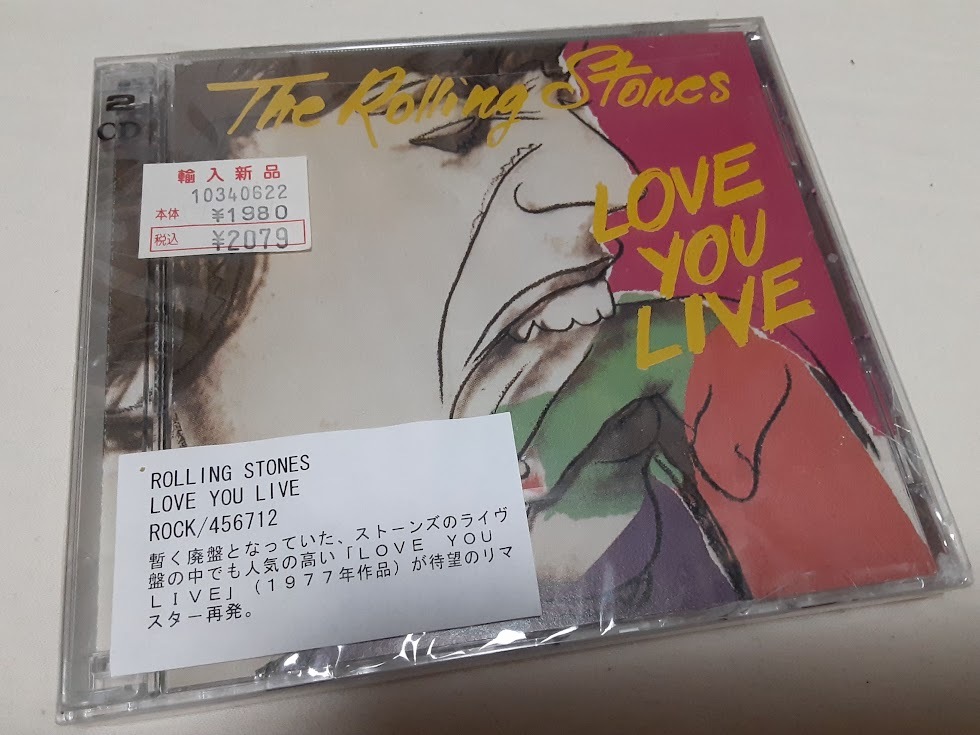 The Rolling Stones
LOVE
YOU
LIVE
2
CD
輸入新品
10340622
本体 ¥1980
税込 ¥2079
ROLLING STONES
LOVE YOU LIVE
ROCK/456712
暫く廃盤となっていた、ストーンズのライヴ
盤の中でも人気の高い「LOVE YOU
LIVE」(1977年作品)が待望のリマ
スター再発。